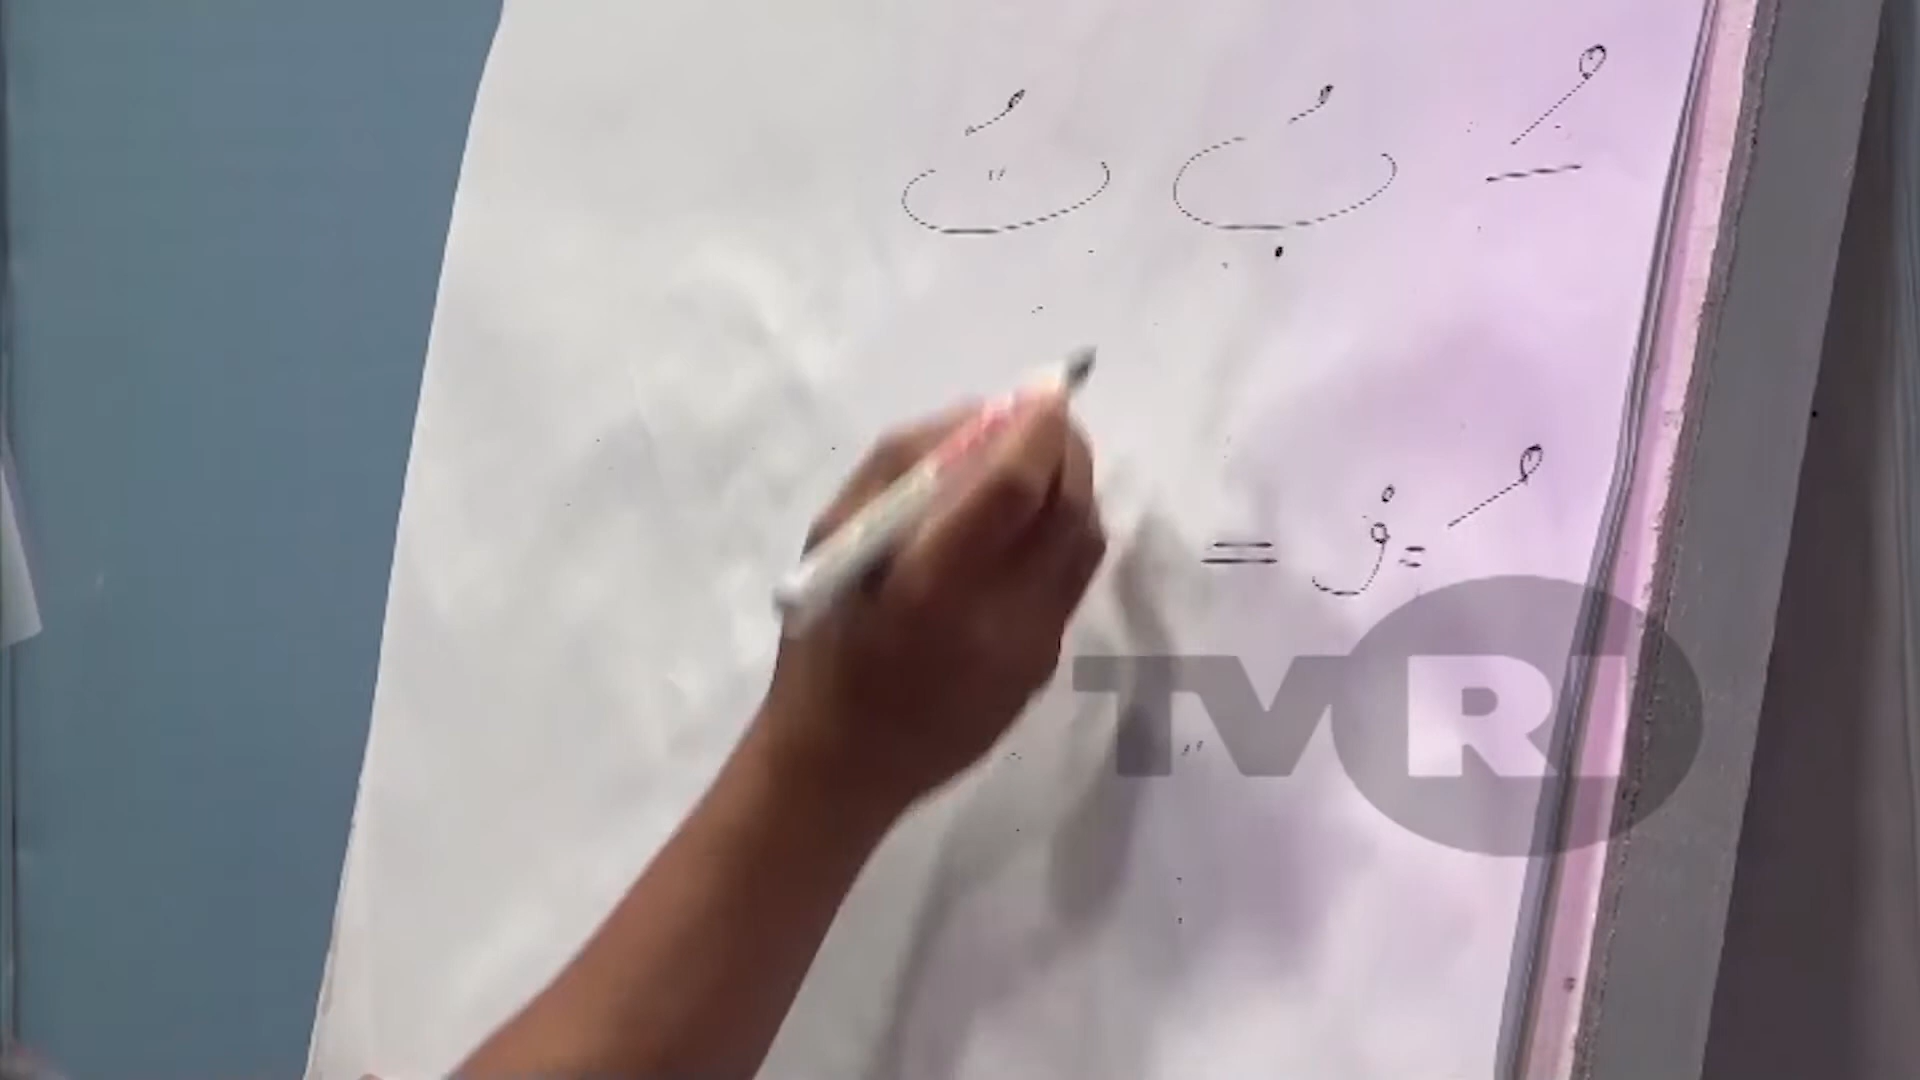 ـُ بُ تُ
ـُ = وْ =
TVRI